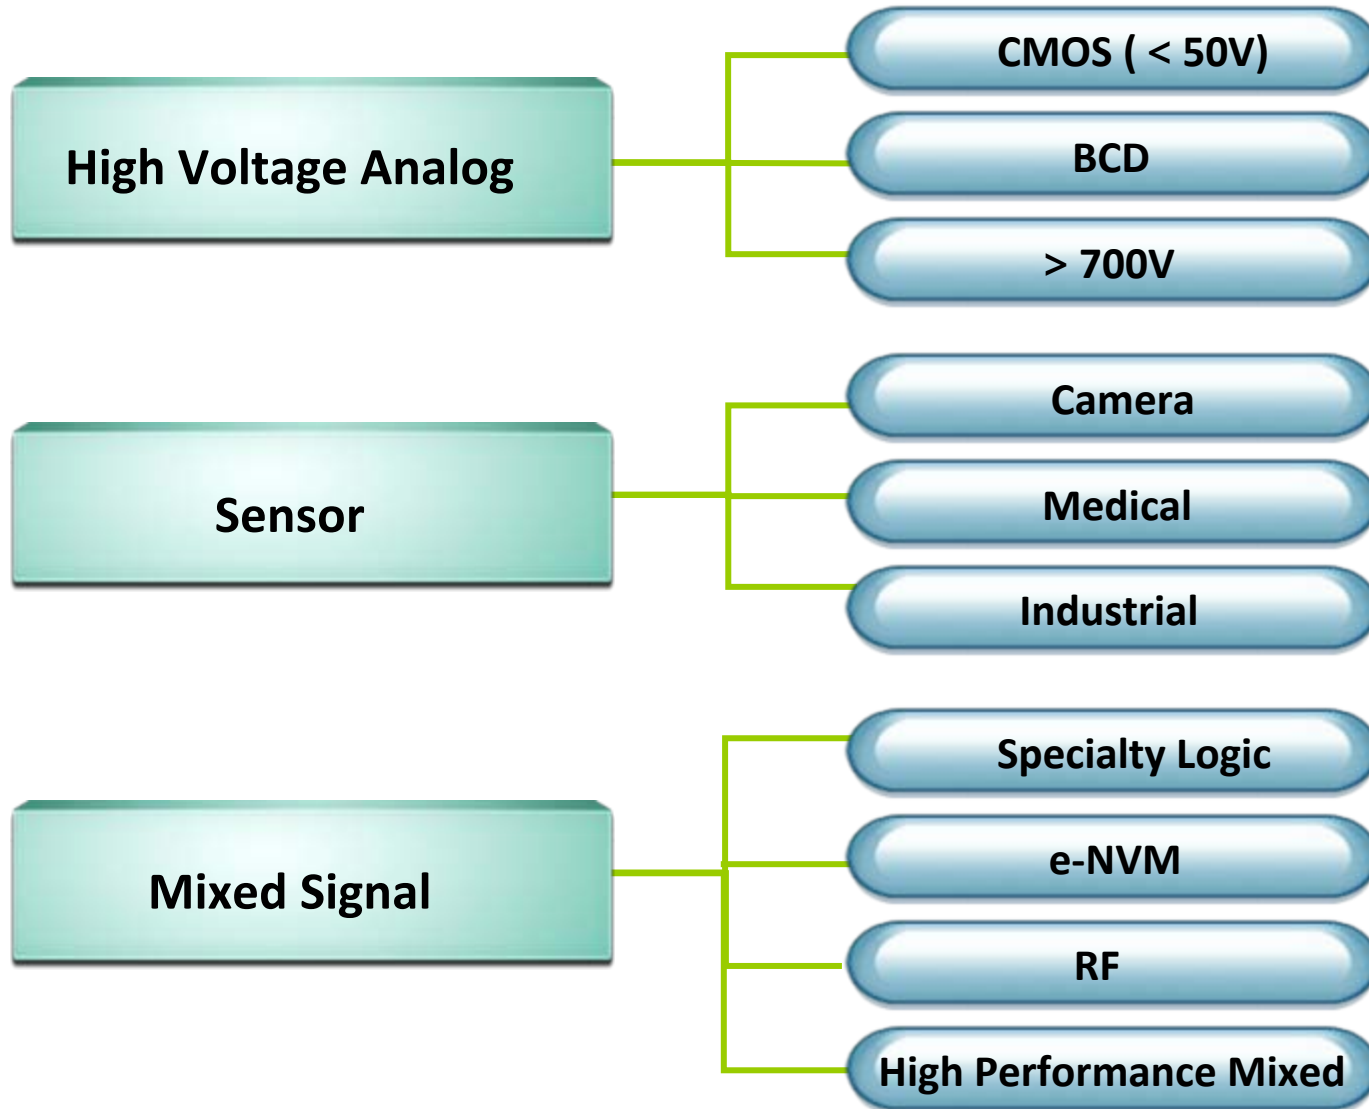 High Voltage Analog
CMOS ( < 50V)
BCD
> 700V
Sensor
Camera
Medical
Industrial
Mixed Signal
Specialty Logic
e-NVM
RF
High Performance Mixed